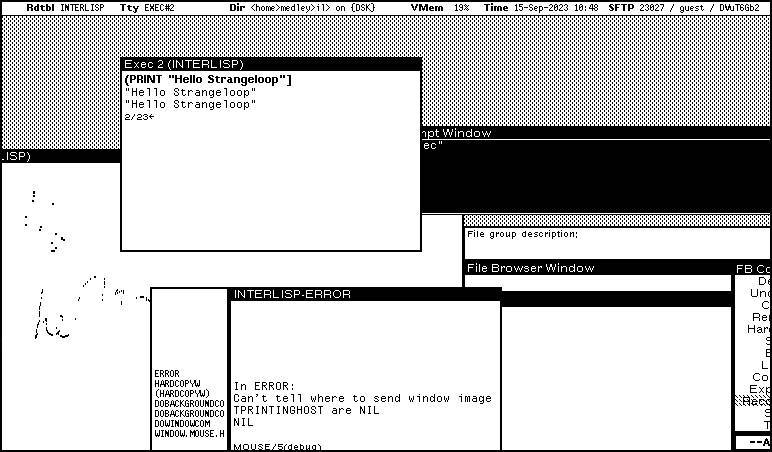 Rdtbl INTERLISP Tty EXEC#2 Dir <home>medley>il> on {DSK} VMem 19% Time 15-Sep-2023 10:48 SFTP 23027 / guest /
Exec 2 (INTERLISP)
(PRINT "Hello Strangeloop"]
"Hello Strangeloop"
"Hello Strangeloop"
2/23←
mpt Window
ec"
LISP)
File group description:
File Browser Window
FB Co
De
Und
C
Ren
Hard
S
E
L
Co
Exp
Reco
S
T
--A
INTERLISP-ERROR
ERROR
HARDCOPYW
(HARDCOPYW)
DOBACKGROUNDCO
DOBACKGROUNDCO
DOWINDOWCOM
WINDOW.MOUSE.H
In ERROR:
Can't tell where to send window image
TPRINTINGHOST are NIL
NIL
MOUSE/5(debug)